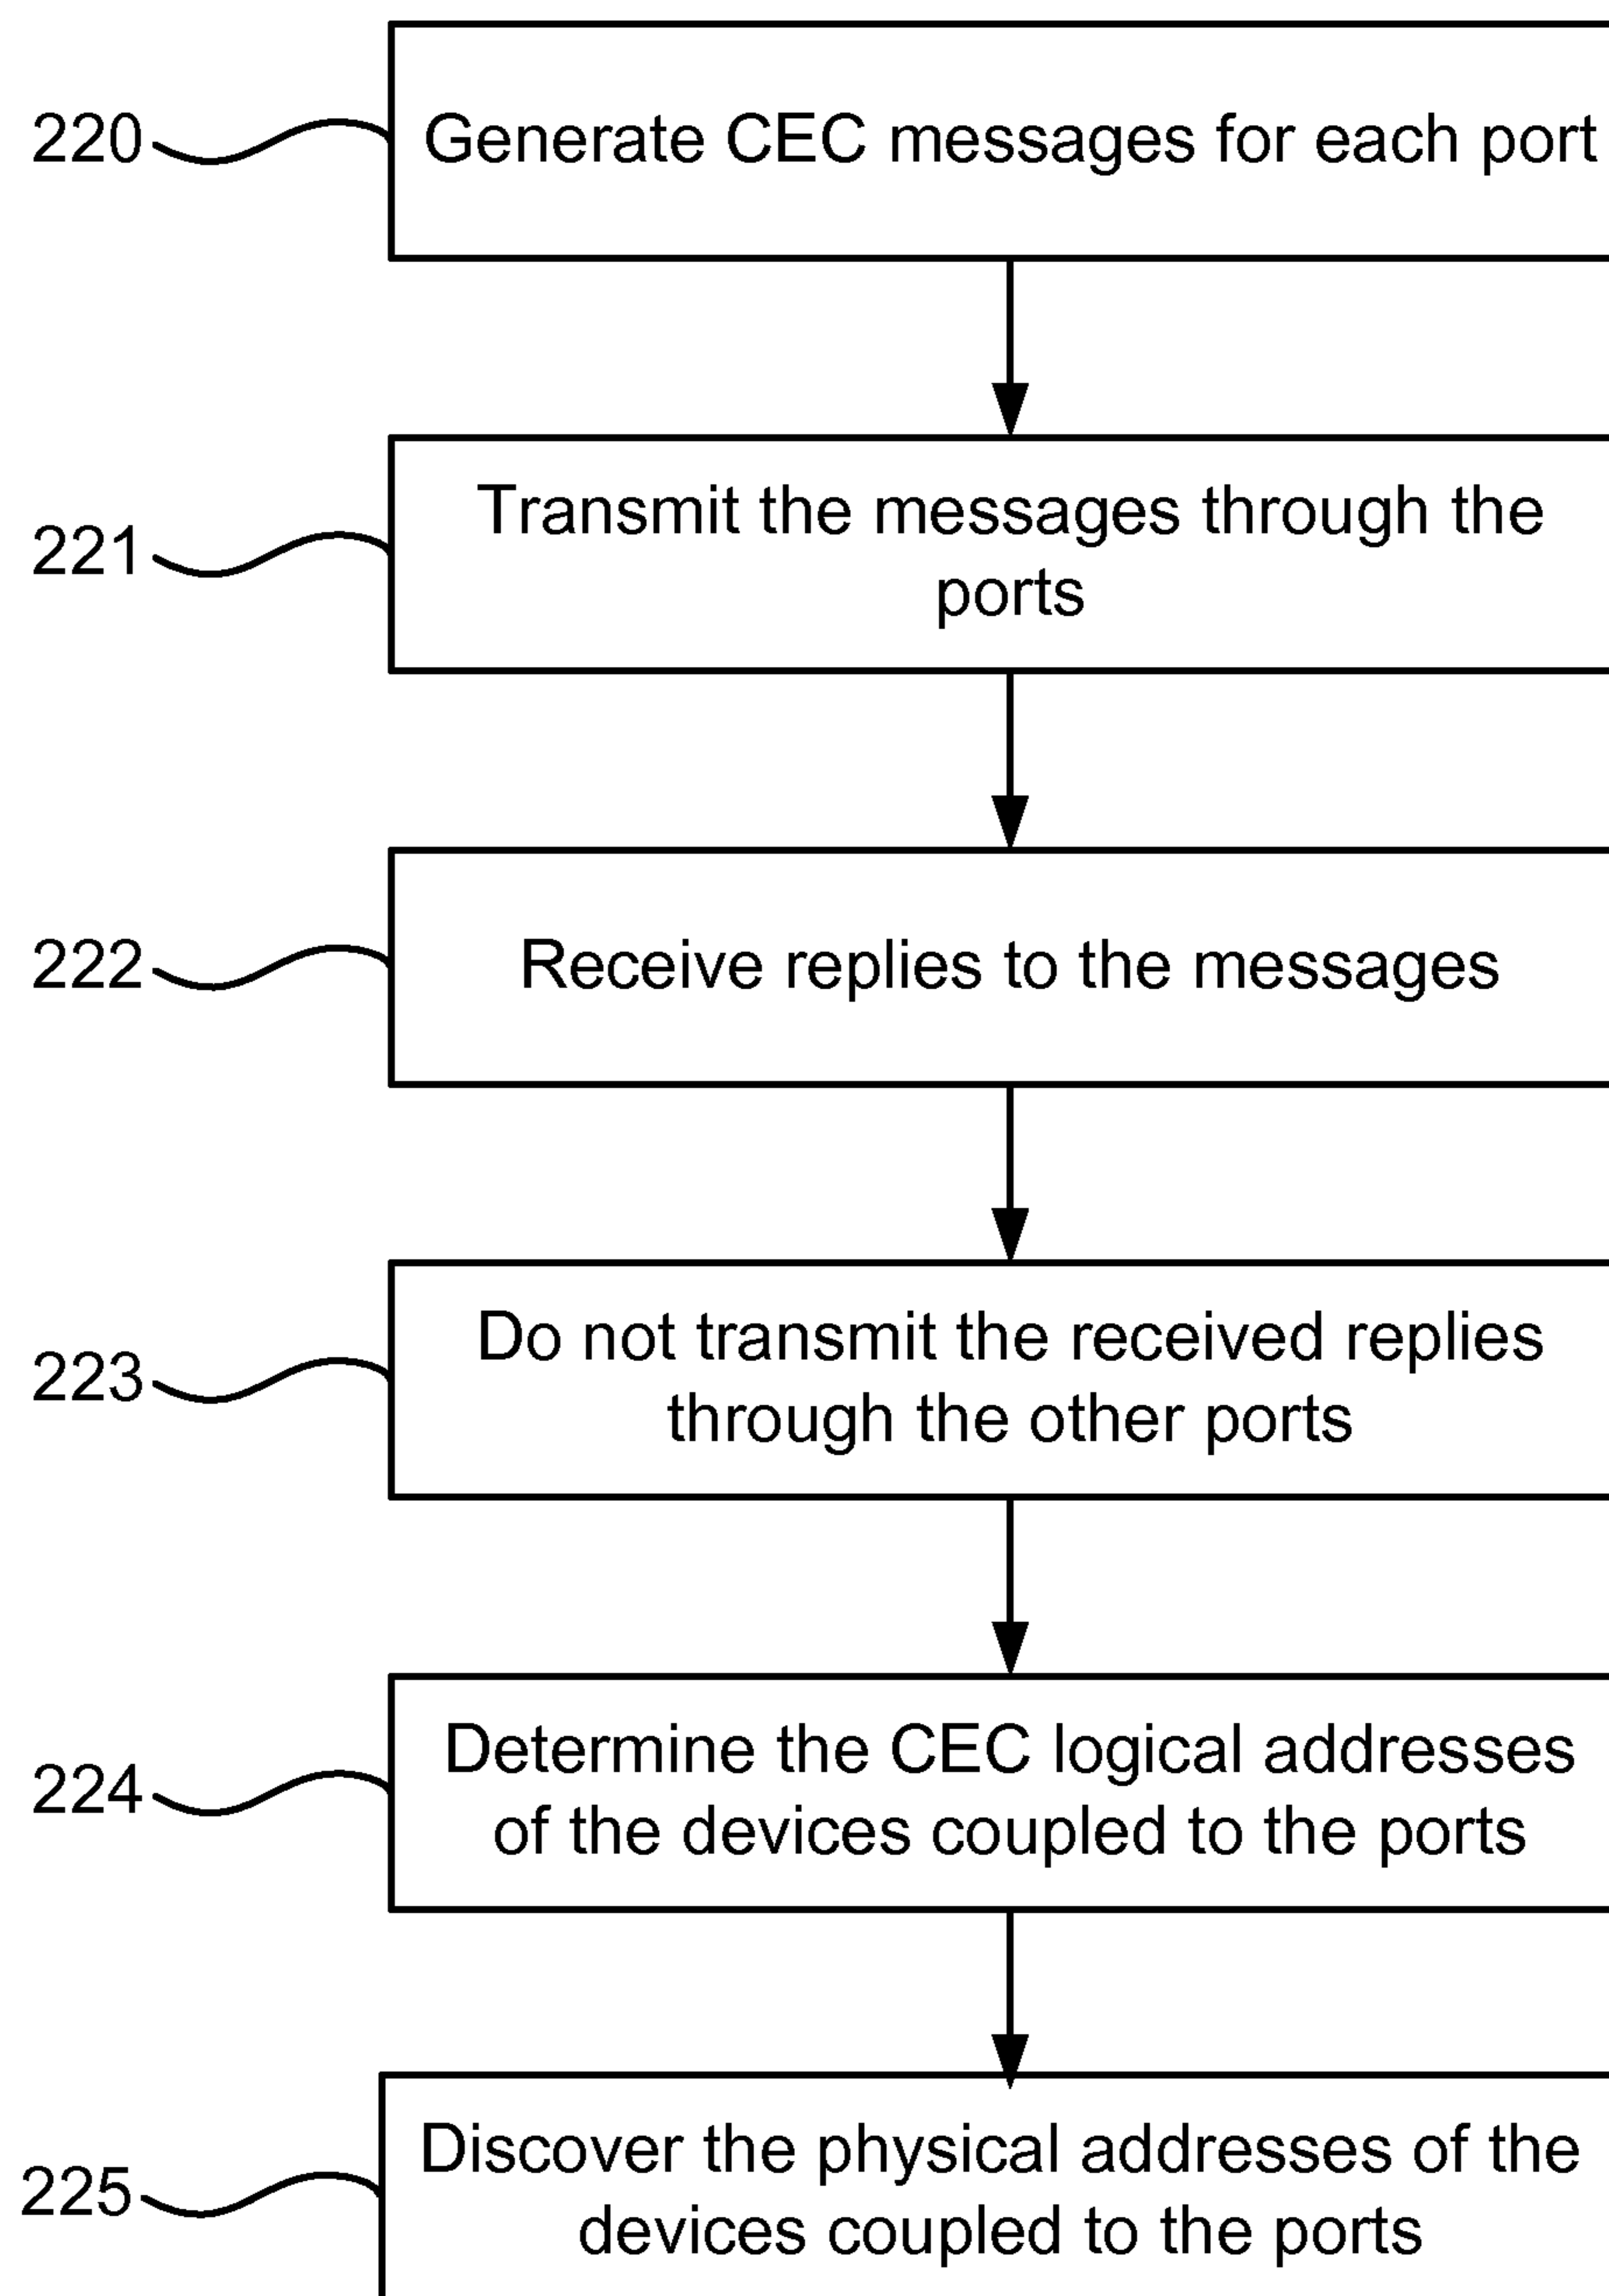 220
Generate CEC messages for each port
221
Transmit the messages through the
ports
222
Receive replies to the messages
223
Do not transmit the received replies
through the other ports
224
Determine the CEC logical addresses
of the devices coupled to the ports
225
Discover the physical addresses of the
devices coupled to the ports